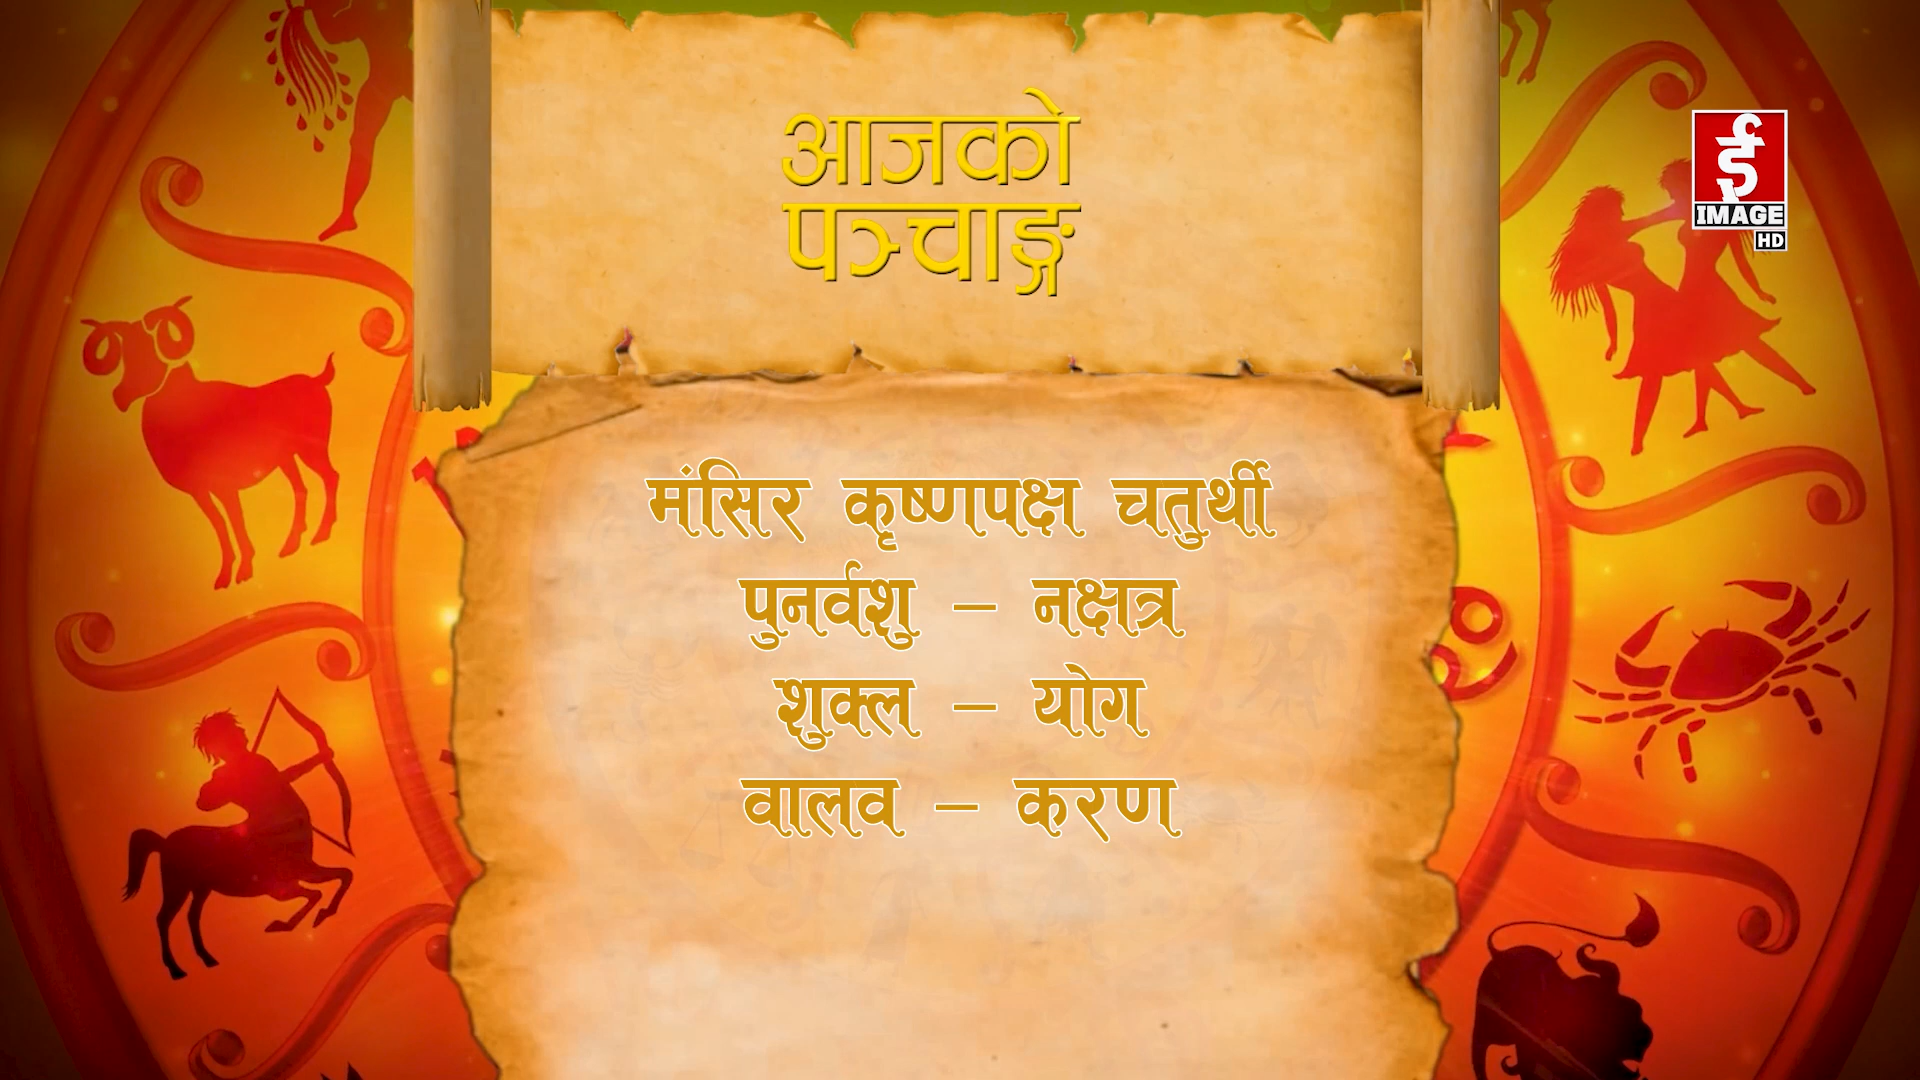 आजको
पञ्चाङ्ग
IMAGE
HD
मंसिर कृष्णपक्ष चतुर्थी
पुनर्वशु – नक्षत्र
शुक्ल – योग
वालव – करण